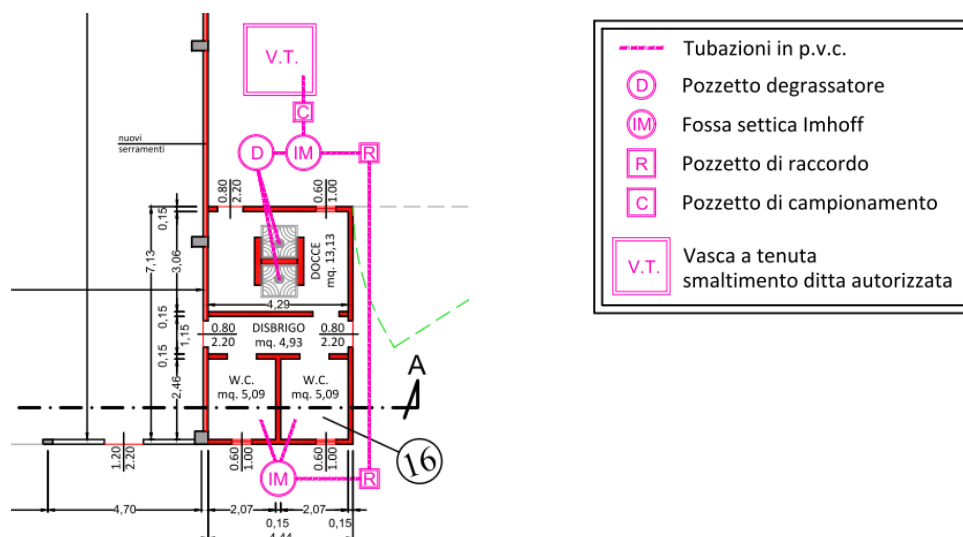 V.T.
C
D
IM
R
nuovi
serramenti
0.80
2.20
0.60
1.00
0,15
7,13
3,06
DOCCE
mq. 13,13
4,29
0,15
1,15
0,15
0.80
2.20
DISBRIGO
mq. 4,93
0.80
2.20
2,46
W.C.
mq. 5,09
W.C.
mq. 5,09
A
16
1.20
2.20
0.60
1.00
IM
0.60
1.00
R
4,70
2,07
2,07
0,15
0,15
4,44
Tubazioni in p.v.c.
D Pozzetto degrassatore
IM Fossa settica Imhoff
R Pozzetto di raccordo
C Pozzetto di campionamento
V.T. Vasca a tenuta
smaltimento ditta autorizzata